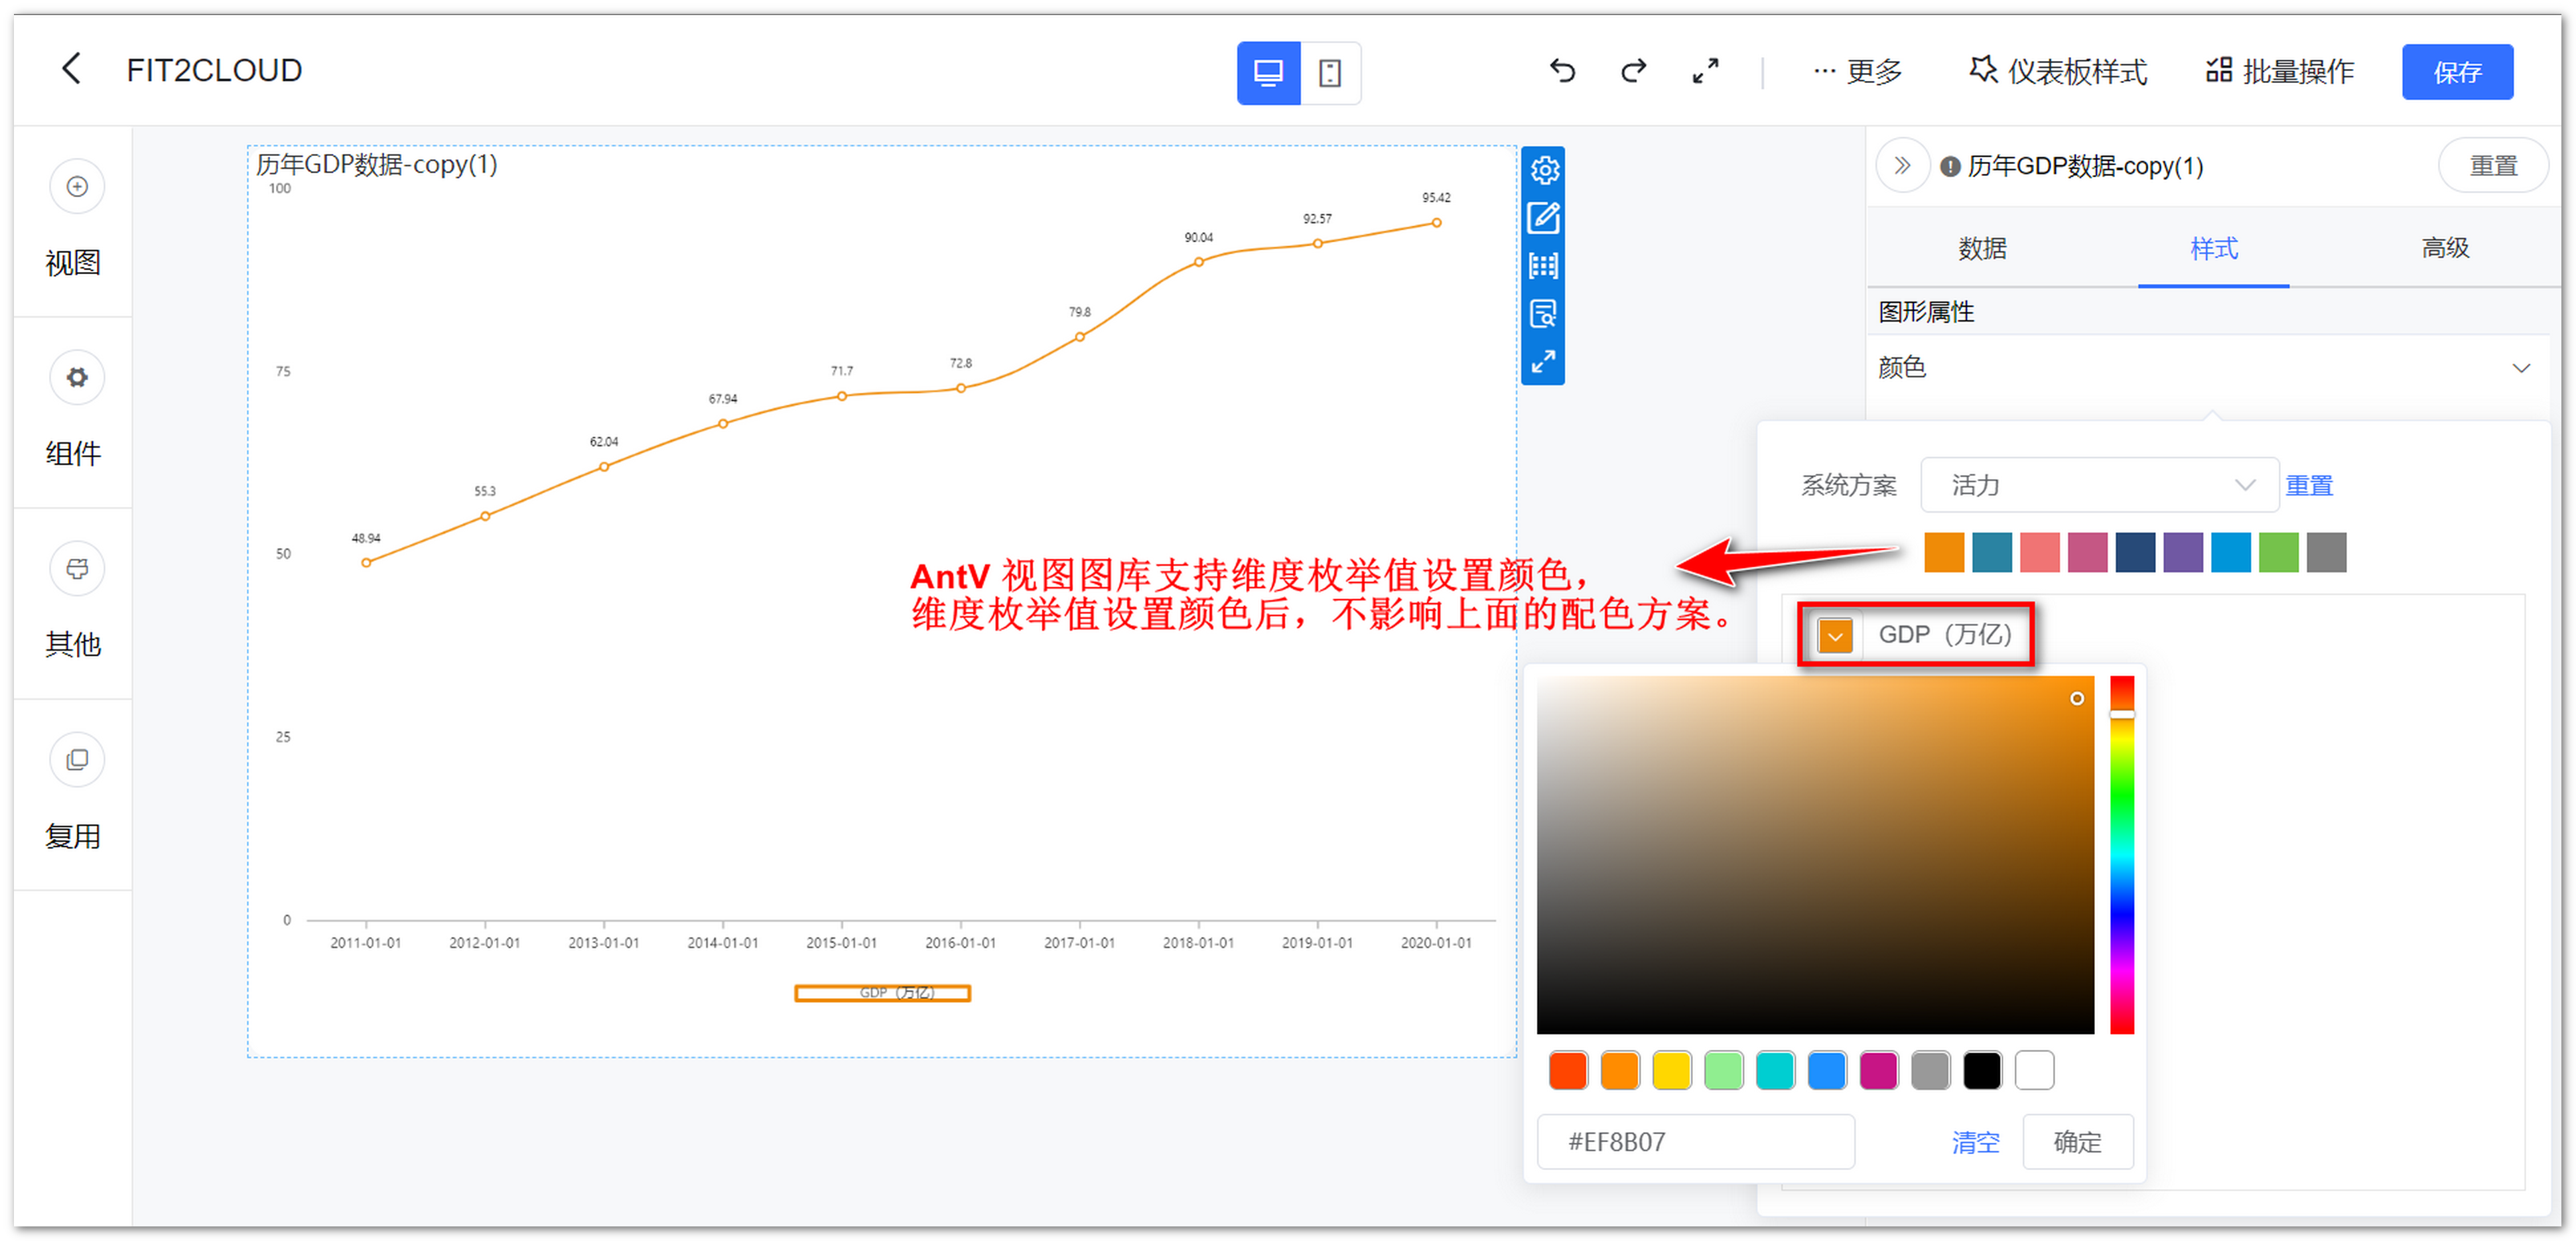 FIT2CLOUD
更多
仪表板样式
批量操作
保存
视图
组件
其他
复用
历年GDP数据-copy(1)
100
75
50
25
0
48.94
55.3
62.04
67.94
71.7
72.8
79.8
90.04
92.57
95.42
2011-01-01
2012-01-01
2013-01-01
2014-01-01
2015-01-01
2016-01-01
2017-01-01
2018-01-01
2019-01-01
2020-01-01
GDP（万亿）
AntV 视图图库支持维度枚举值设置颜色，
维度枚举值设置颜色后，不影响上面的配色方案。
历年GDP数据-copy(1)
重置
数据
样式
高级
图形属性
颜色
系统方案
活力
重置
GDP（万亿）
#EF8B07
清空
确定